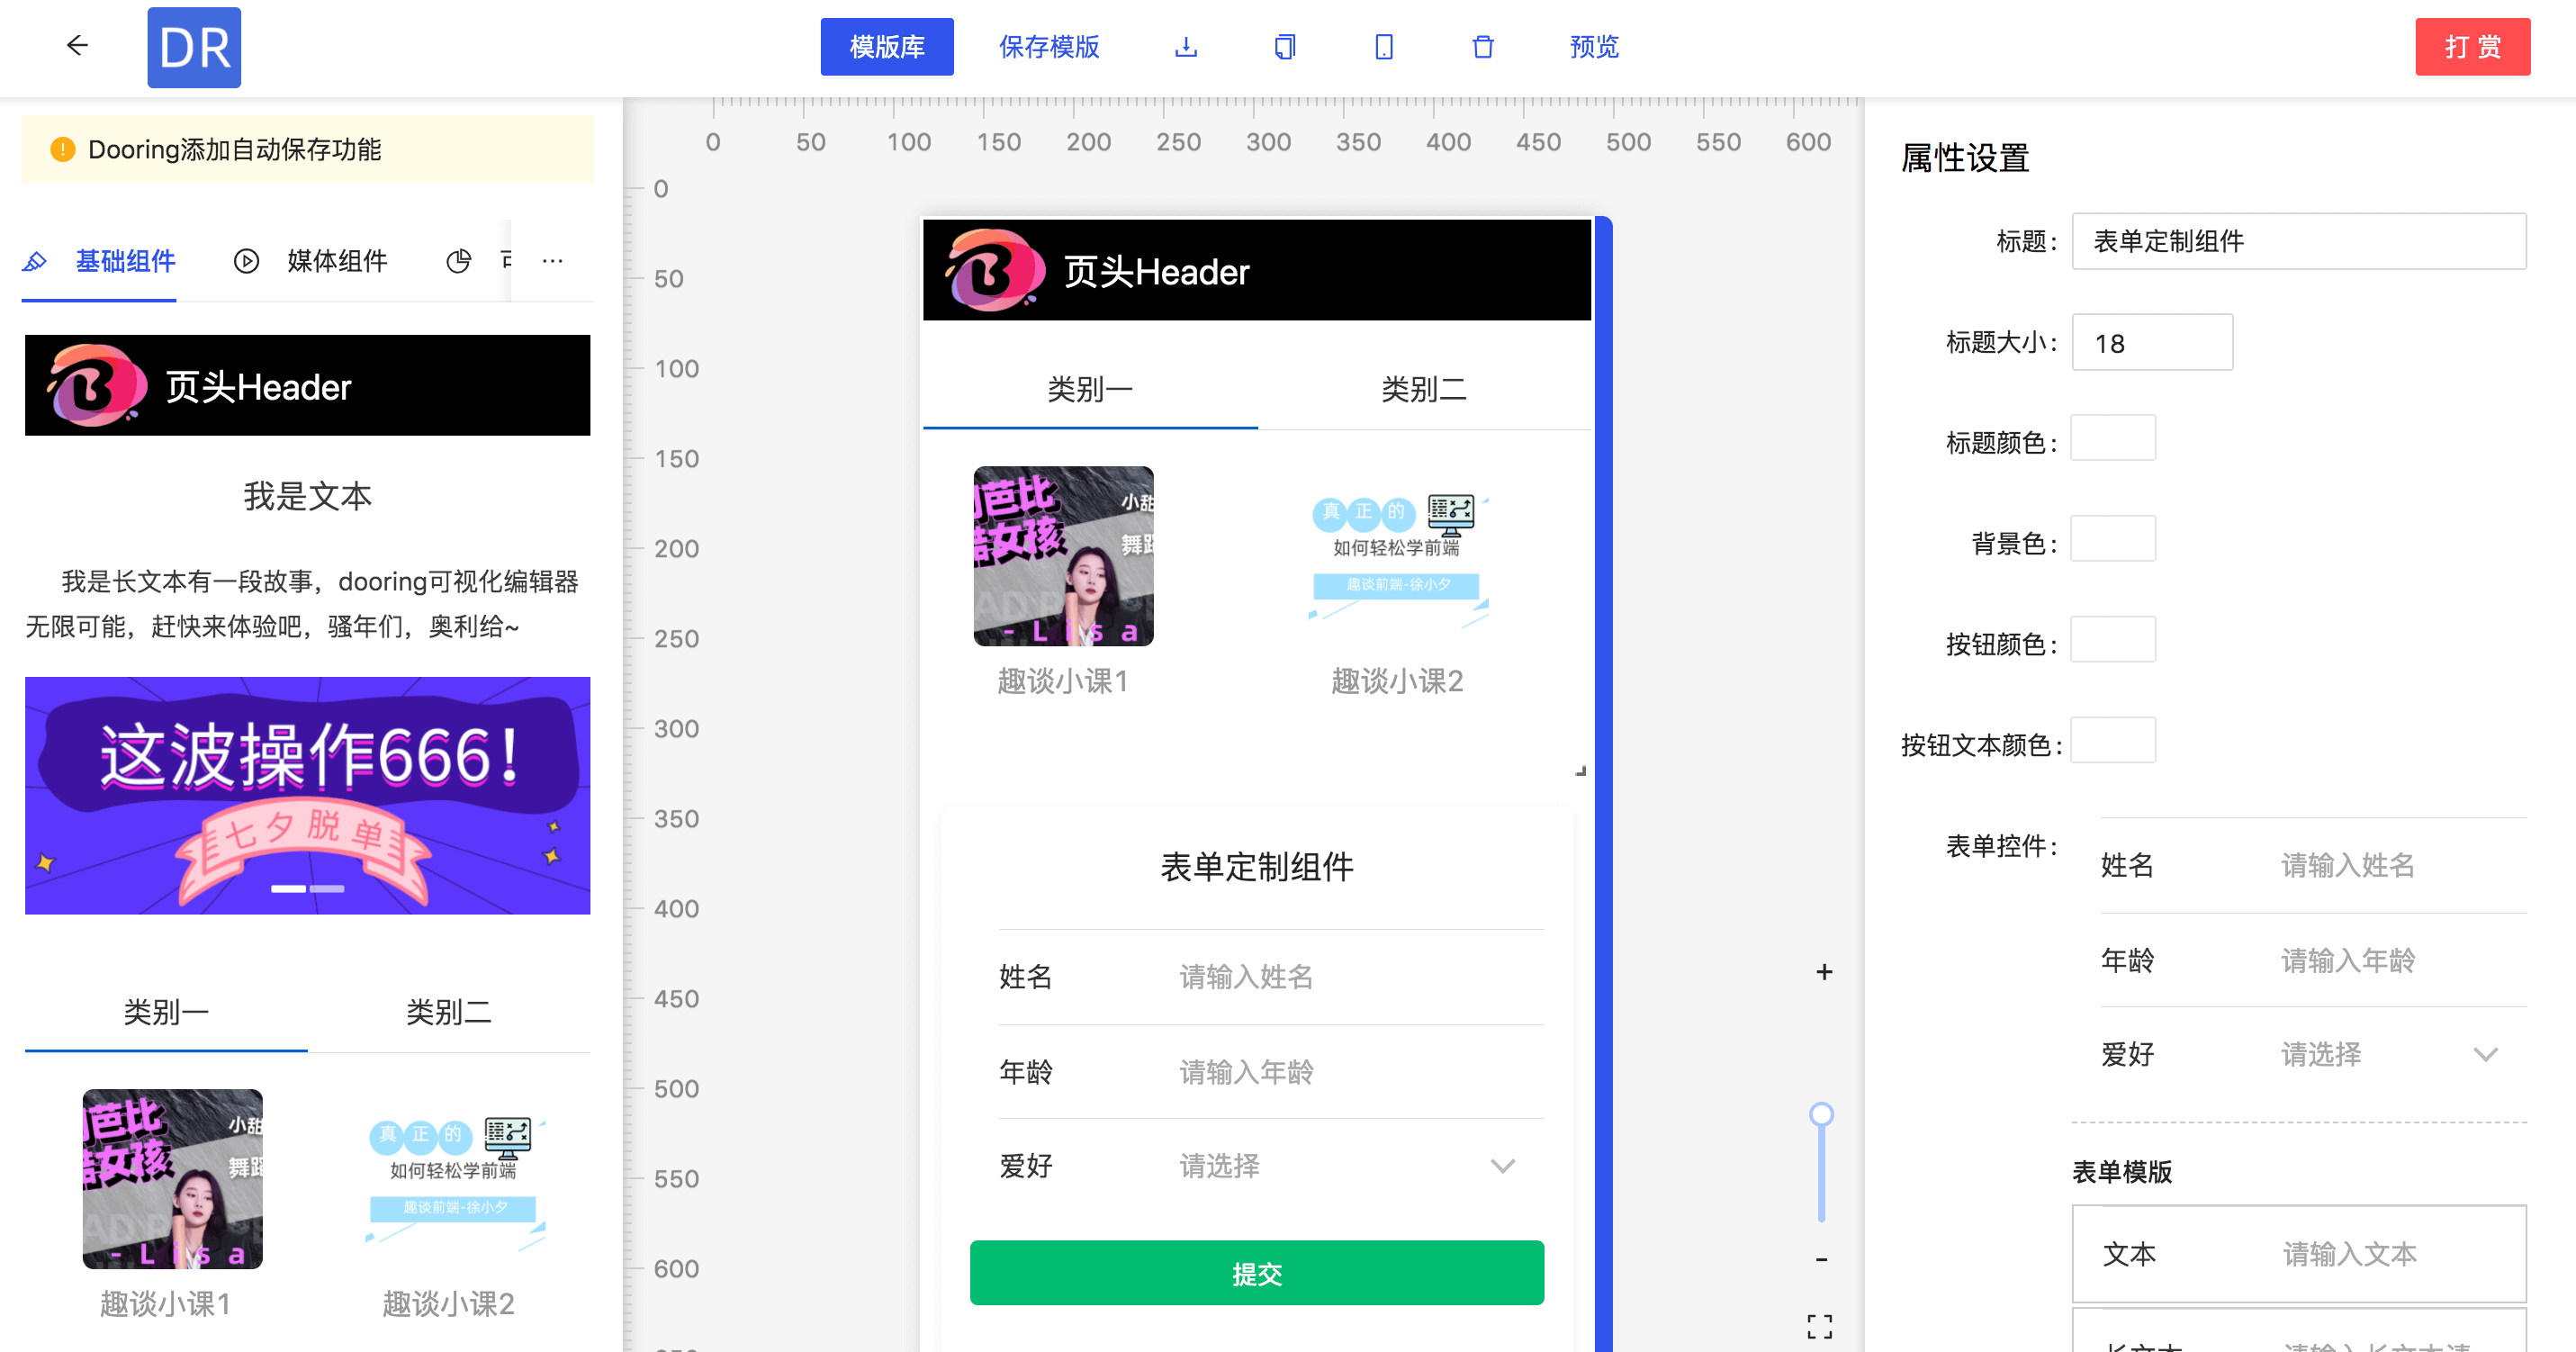 DR
模版库
保存模版
预览
打 赏
Dooring添加自动保存功能
基础组件
媒体组件
页头Header
我是文本
我是长文本有一段故事，dooring可视化编辑器
无限可能，赶快来体验吧，骚年们，奥利给~
这波操作666！
七夕脱单
类别一
类别二
芭比
女孩
小甜
舞蹈
- Lisa
真正的
如何轻松学前端
趣谈前端-徐小夕
趣谈小课1
趣谈小课2
0 50 100 150 200 250 300 350 400 450 500 550 600
0
50
100
150
200
250
300
350
400
450
500
550
600
页头Header
类别一
类别二
芭比
女孩
小甜
舞蹈
- Lisa
真正的
如何轻松学前端
趣谈前端-徐小夕
趣谈小课1
趣谈小课2
表单定制组件
姓名 请输入姓名
年龄 请输入年龄
爱好 请选择
提交
+
-
属性设置
标题： 表单定制组件
标题大小： 18
标题颜色：
背景色：
按钮颜色：
按钮文本颜色：
表单控件：
姓名 请输入姓名
年龄 请输入年龄
爱好 请选择
表单模版
文本 请输入文本